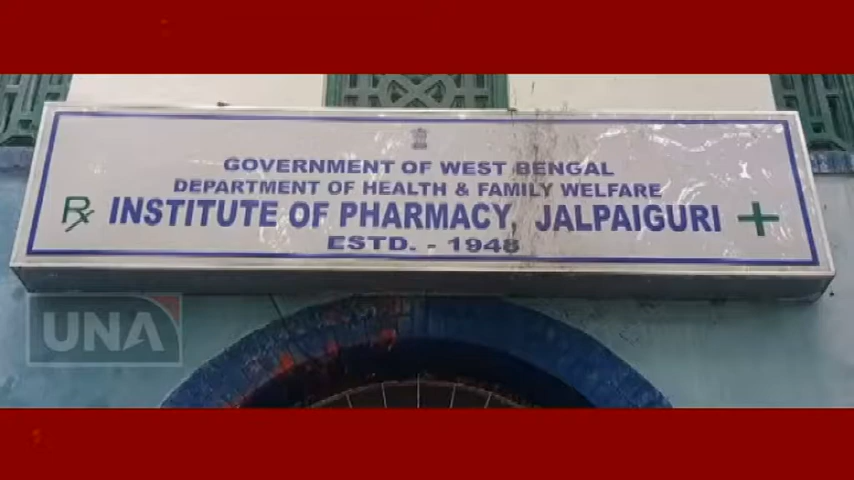 GOVERNMENT OF WEST BENGAL
DEPARTMENT OF HEALTH & FAMILY WELFARE
Rx INSTITUTE OF PHARMACY, JALPAIGURI
ESTD. - 1948
UNA